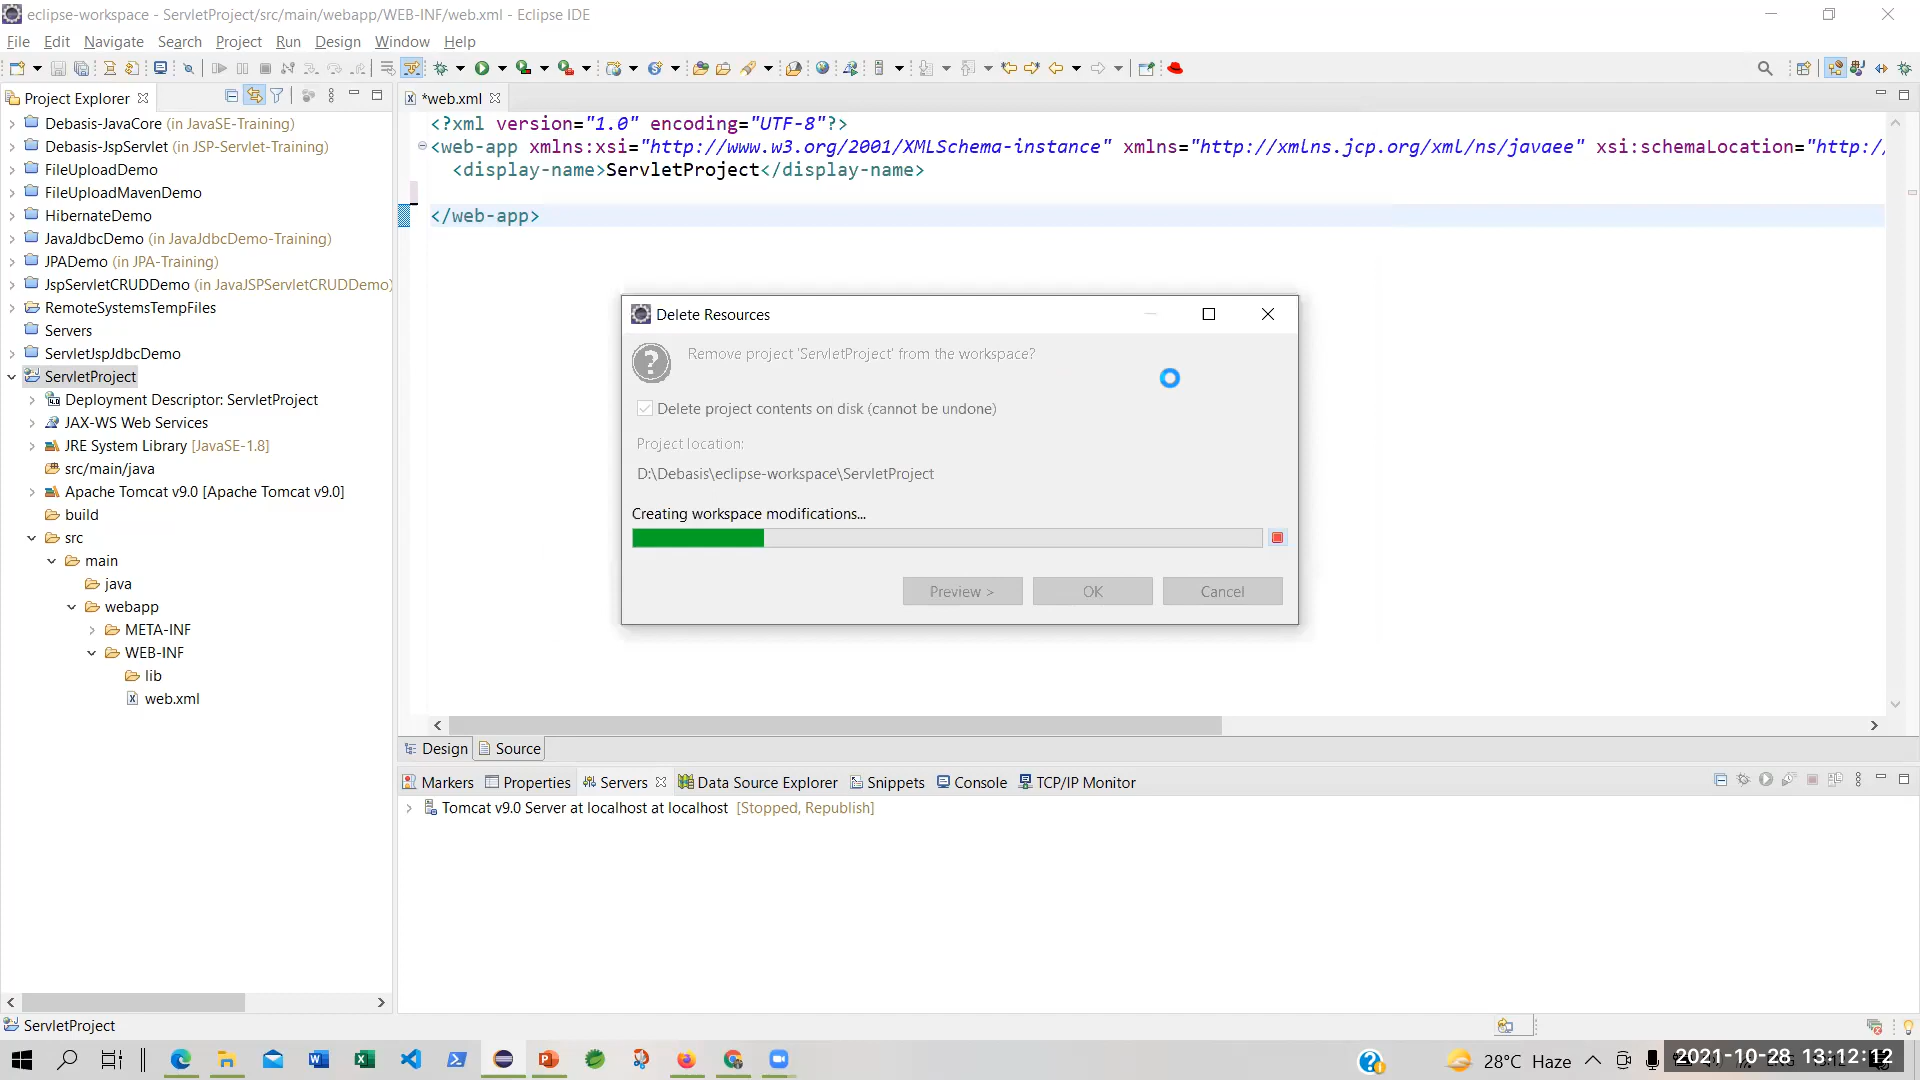 eclipse-workspace - ServletProject/src/main/webapp/WEB-INF/web.xml - Eclipse IDE
File Edit Navigate Search Project Run Design Window Help
Project Explorer
Debasis-JavaCore (in JavaSE-Training)
Debasis-JspServlet (in JSP-Servlet-Training)
FileUploadDemo
FileUploadMavenDemo
HibernateDemo
JavaJdbcDemo (in JavaJdbcDemo-Training)
JPADemo (in JPA-Training)
JspServletCRUDDemo (in JavaJSPServletCRUDDemo)
RemoteSystemsTempFiles
Servers
ServletJspJdbcDemo
ServletProject
Deployment Descriptor: ServletProject
JAX-WS Web Services
JRE System Library [JavaSE-1.8]
src/main/java
Apache Tomcat v9.0 [Apache Tomcat v9.0]
build
src
main
java
webapp
META-INF
WEB-INF
lib
web.xml
*web.xml
<?xml version="1.0" encoding="UTF-8"?>
<web-app xmlns:xsi="http://www.w3.org/2001/XMLSchema-instance" xmlns="http://xmlns.jcp.org/xml/ns/javaee" xsi:schemaLocation="http:/
<display-name>ServletProject</display-name>
</web-app>
Delete Resources
Remove project 'ServletProject' from the workspace?
Delete project contents on disk (cannot be undone)
Project location:
D:\Debasis\eclipse-workspace\ServletProject
Creating workspace modifications...
Preview > OK Cancel
Design Source
Markers Properties Servers Data Source Explorer Snippets Console TCP/IP Monitor
Tomcat v9.0 Server at localhost at localhost [Stopped, Republish]
ServletProject
28°C Haze
2021-10-28 13:12:12